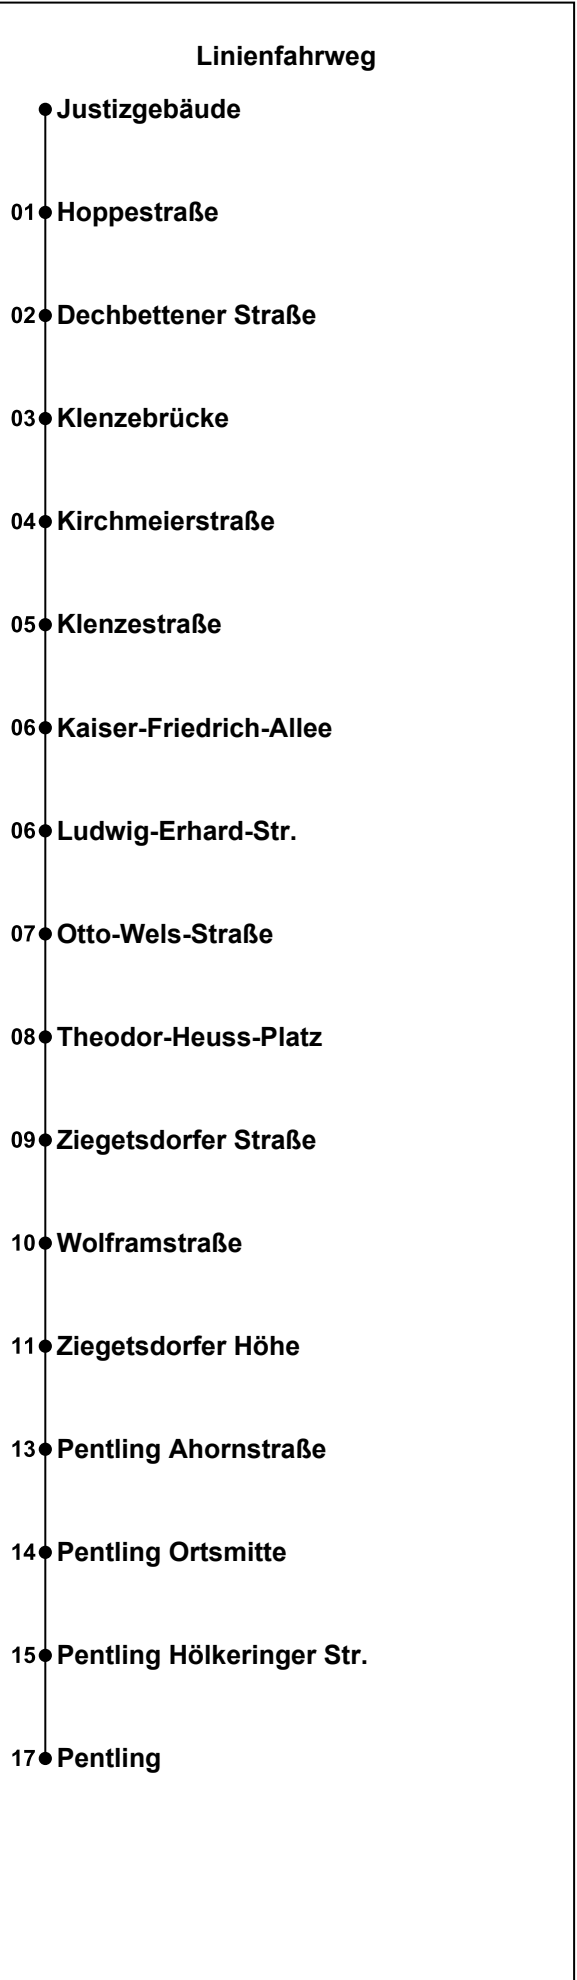 Linienfahrweg
Justizgebäude
01 Hoppestraße
02 Dechbettener Straße
03 Klenzebrücke
04 Kirchmeierstraße
05 Klenzestraße
06 Kaiser-Friedrich-Allee
06 Ludwig-Erhard-Str.
07 Otto-Wels-Straße
08 Theodor-Heuss-Platz
09 Ziegetsdorfer Straße
10 Wolframstraße
11 Ziegetsdorfer Höhe
13 Pentling Ahornstraße
14 Pentling Ortsmitte
15 Pentling Hölkeringer Str.
17 Pentling